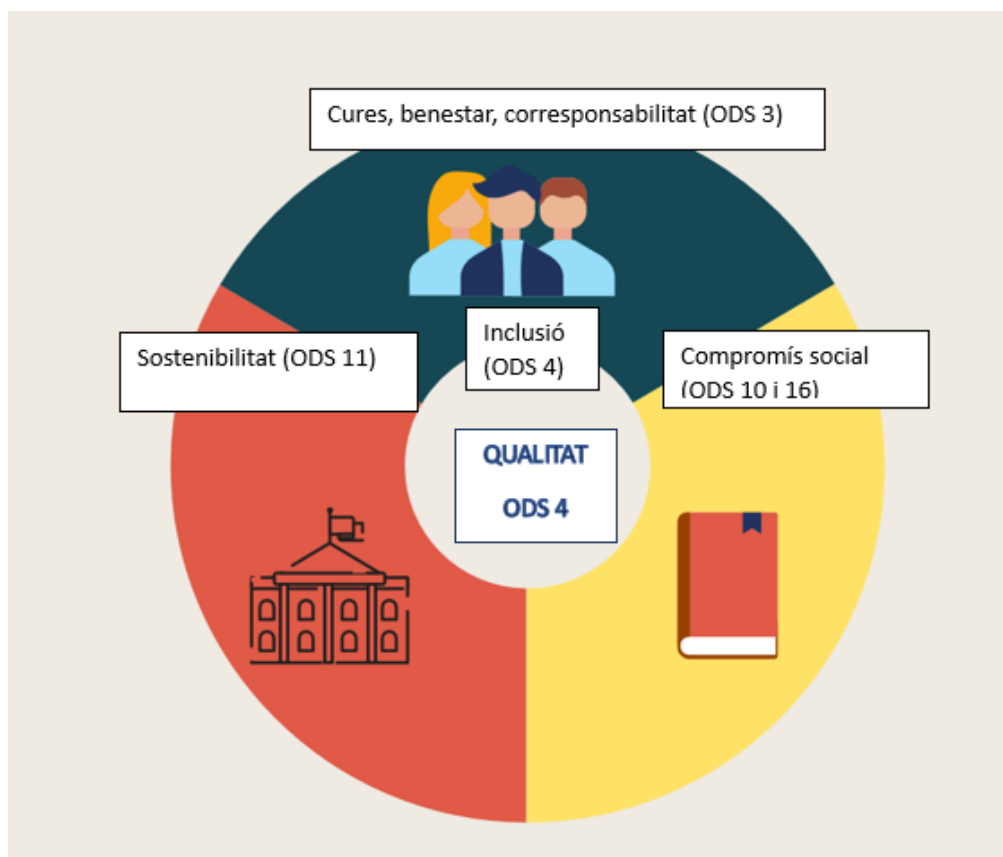 Cures, benestar, corresponsabilitat (ODS 3)
Inclusió
(ODS 4)
Sostenibilitat (ODS 11)
Compromís social
(ODS 10 i 16)
QUALITAT
ODS 4